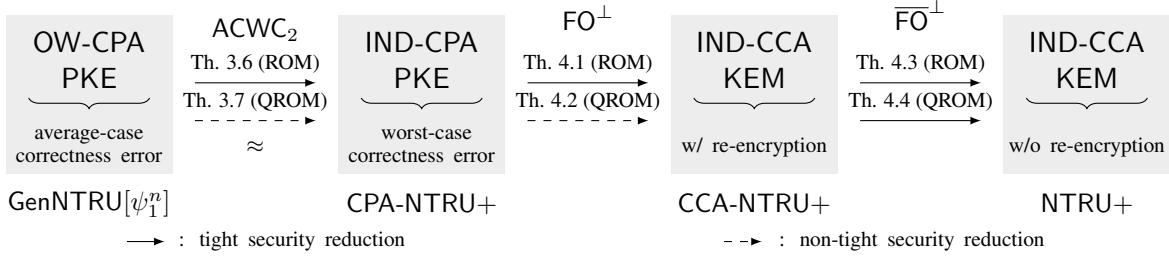 OW-CPA PKE
average-case correctness error
GenNTRU[ψ₁ⁿ]
ACWC₂
Th. 3.6 (ROM)
Th. 3.7 (QROM)
≈
IND-CPA PKE
worst-case correctness error
CPA-NTRU+
FO⊥
Th. 4.1 (ROM)
Th. 4.2 (QROM)
IND-CCA KEM
w/ re-encryption
CCA-NTRU+
F̅O̅⊥
Th. 4.3 (ROM)
Th. 4.4 (QROM)
IND-CCA KEM
w/o re-encryption
NTRU+
: tight security reduction
: non-tight security reduction